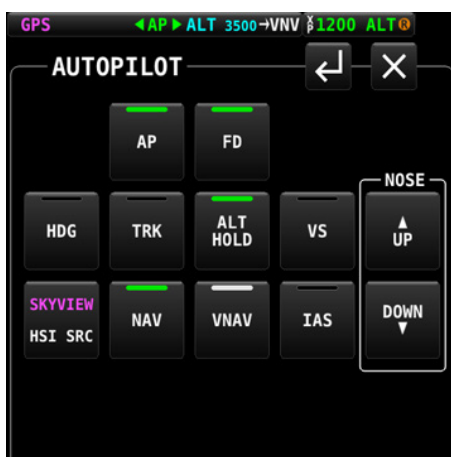 GPS ◄AP► ALT 3500→VNV XP1200 ALT R
AUTOPILOT
AP FD
NOSE
HDG TRK ALT HOLD VS ▲ UP
SKYVIEW HSI SRC NAV VNAV IAS DOWN ▼